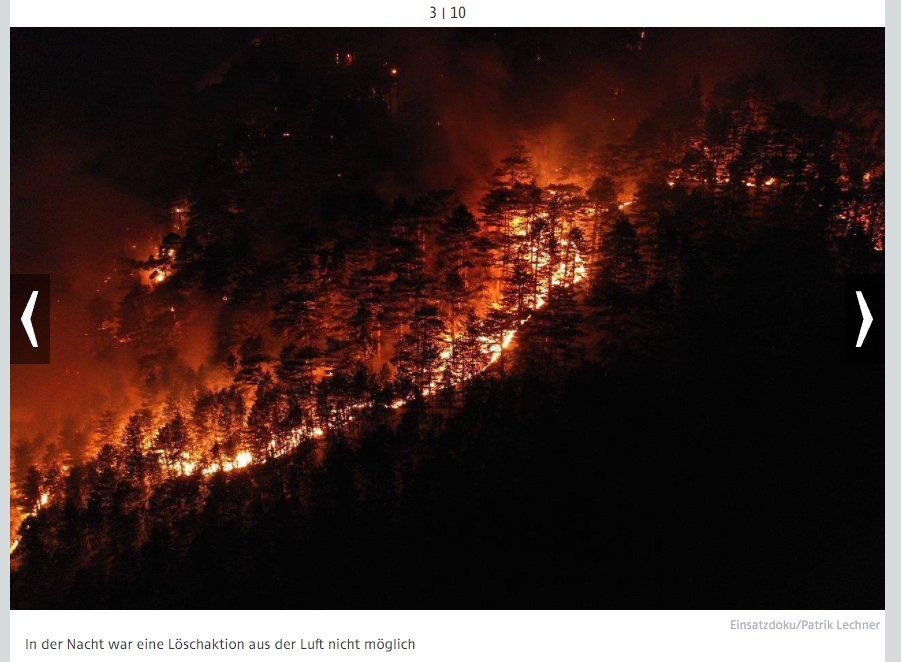 3 | 10
Einsatzdoku/Patrik Lechner
In der Nacht war eine Löschaktion aus der Luft nicht möglich